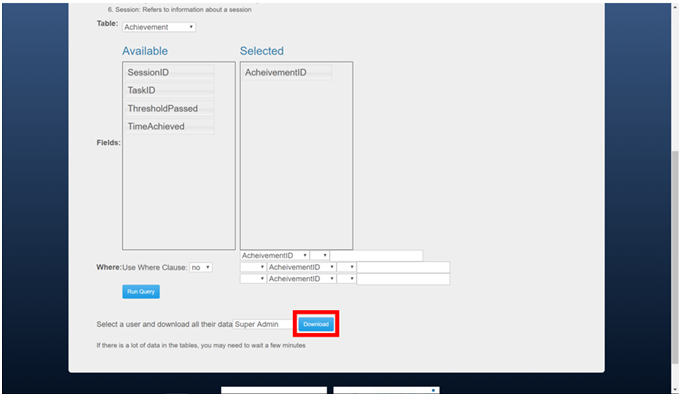 6. Session: Refers to information about a session
Table: Achievement
Available Selected
SessionID AcheivementID
TaskID
ThresholdPassed
TimeAchieved
Fields:
AcheivementID
Where: Use Where Clause: no AcheivementID
AcheivementID
Run Query
Select a user and download all their data Super Admin Download
If there is a lot of data in the tables, you may need to wait a few minutes